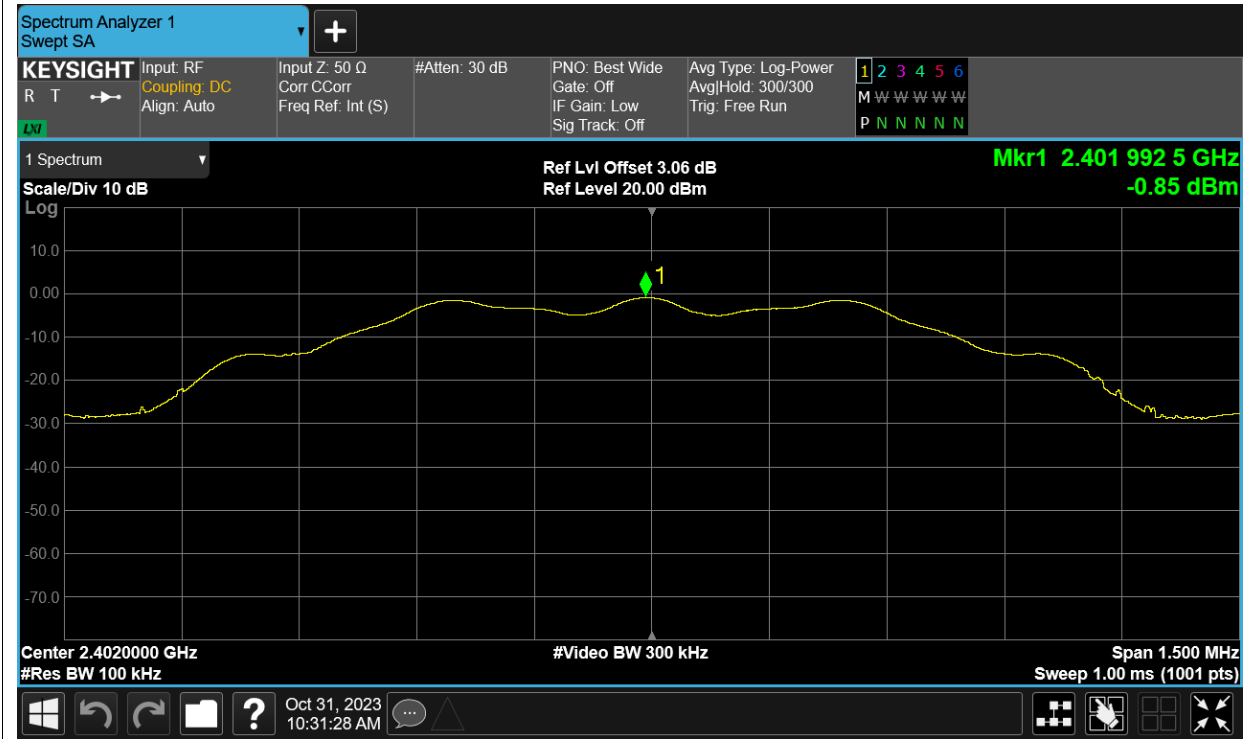 Spectrum Analyzer 1
Swept SA
+
KEYSIGHT
R T
LXI
Input: RF
Coupling: DC
Align: Auto
Input Z: 50 Ω
Corr CCorr
Freq Ref: Int (S)
#Atten: 30 dB
PNO: Best Wide
Gate: Off
IF Gain: Low
Sig Track: Off
Avg Type: Log-Power
Avg|Hold: 300/300
Trig: Free Run
1 2 3 4 5 6
M W W W W W
P N N N N N
1 Spectrum
Scale/Div 10 dB
Ref Lvl Offset 3.06 dB
Ref Level 20.00 dBm
Mkr1 2.401 992 5 GHz
-0.85 dBm
Log
10.0
0.00
-10.0
-20.0
-30.0
-40.0
-50.0
-60.0
-70.0
1
Center 2.4020000 GHz
#Res BW 100 kHz
#Video BW 300 kHz
Span 1.500 MHz
Sweep 1.00 ms (1001 pts)
?
Oct 31, 2023
10:31:28 AM